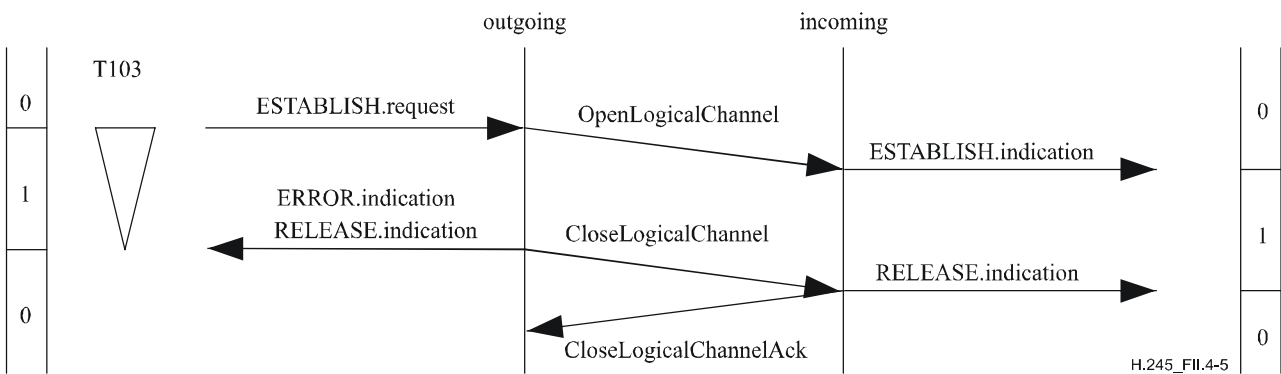 outgoing incoming
T103
0 ESTABLISH.request OpenLogicalChannel 0
ESTABLISH.indication
1 ERROR.indication
RELEASE.indication CloseLogicalChannel 1
RELEASE.indication
0 0
CloseLogicalChannelAck
H.245_FII.4-5